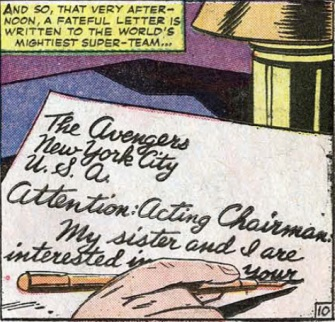 AND SO, THAT VERY AFTER-
NOON, A FATEFUL LETTER IS
WRITTEN TO THE WORLD'S
MIGHTIEST SUPER-TEAM...
The Avengers
New York City
U. S. A.
Attention: Acting Chairman:
My sister and I are
interested in your
10